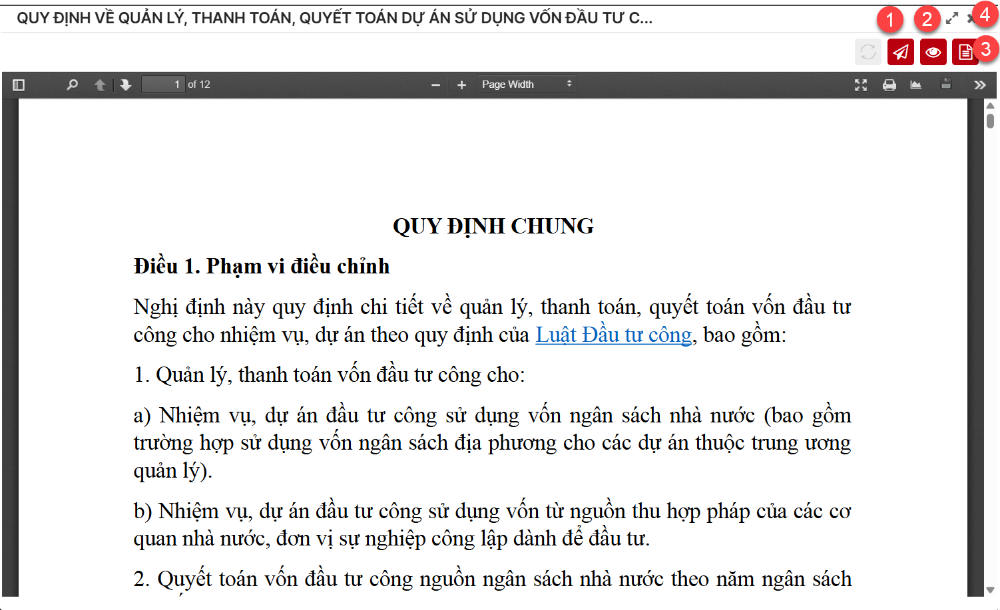 QUY ĐỊNH VỀ QUẢN LÝ, THANH TOÁN, QUYẾT TOÁN DỰ ÁN SỬ DỤNG VỐN ĐẦU TƯ C...
1
2
4
3
1 of 12
Page Width
QUY ĐỊNH CHUNG
Điều 1. Phạm vi điều chỉnh
Nghị định này quy định chi tiết về quản lý, thanh toán, quyết toán vốn đầu tư
công cho nhiệm vụ, dự án theo quy định của Luật Đầu tư công, bao gồm:
1. Quản lý, thanh toán vốn đầu tư công cho:
a) Nhiệm vụ, dự án đầu tư công sử dụng vốn ngân sách nhà nước (bao gồm
trường hợp sử dụng vốn ngân sách địa phương cho các dự án thuộc trung ương
quản lý).
b) Nhiệm vụ, dự án đầu tư công sử dụng vốn từ nguồn thu hợp pháp của các cơ
quan nhà nước, đơn vị sự nghiệp công lập dành để đầu tư.
2. Quyết toán vốn đầu tư công nguồn ngân sách nhà nước theo năm ngân sách